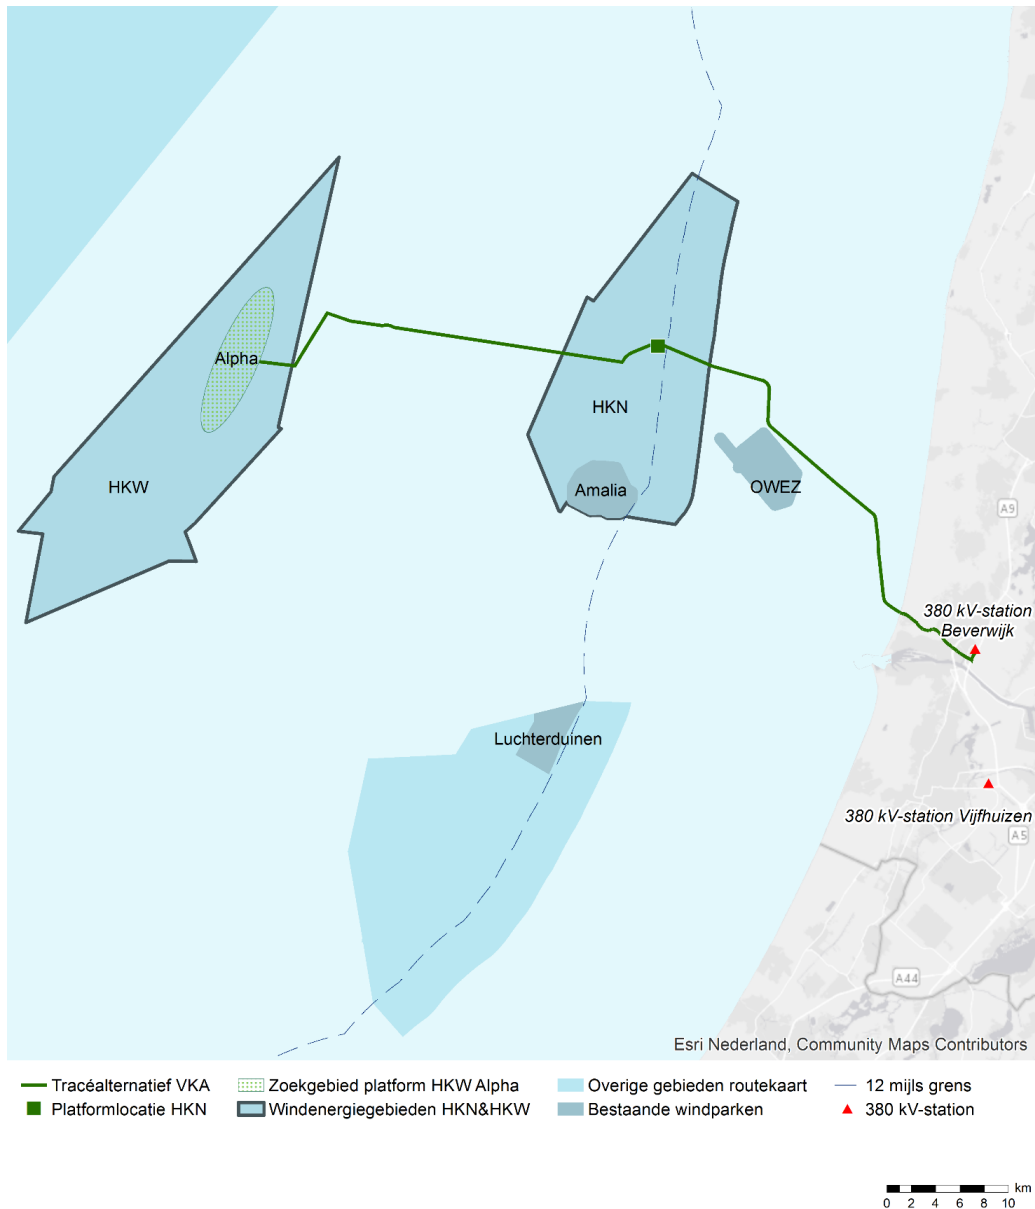 Alpha
HKN
HKW
Amalia
OWEZ
A9
380 kV-station
Beverwijk
Luchterduinen
380 kV-station Vijfhuizen
A5
A44
Esri Nederland, Community Maps Contributors
Tracéalternatief VKA
Zoekgebied platform HKW Alpha
Overige gebieden routekaart
12 mijls grens
Platformlocatie HKN
Windenergiegebieden HKN&HKW
Bestaande windparken
380 kV-station
km
0 2 4 6 8 10